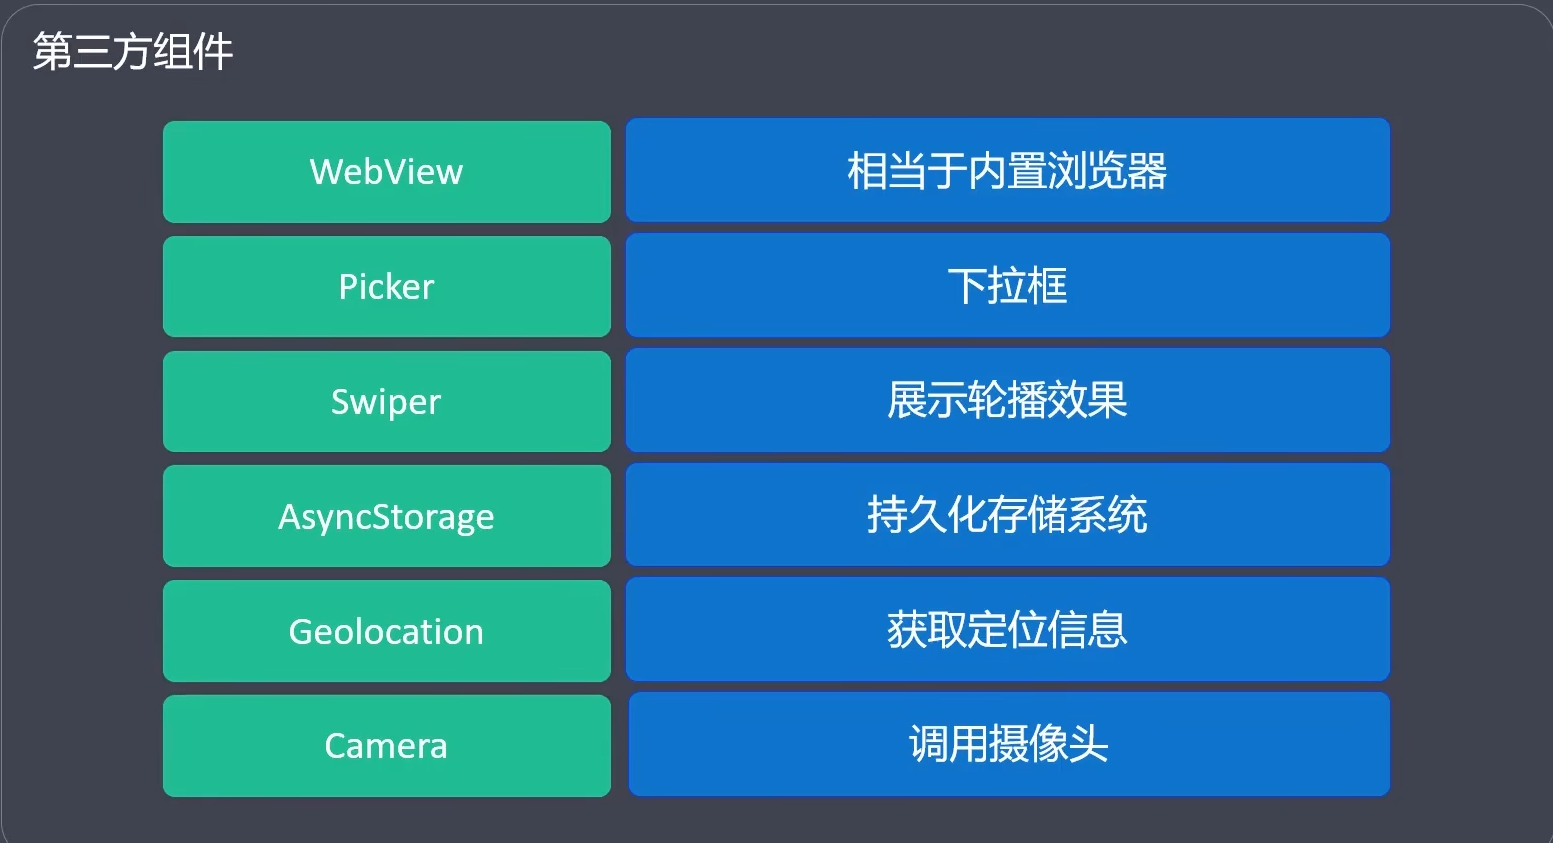 第三方组件
WebView
相当于内置浏览器
Picker
下拉框
Swiper
展示轮播效果
AsyncStorage
持久化存储系统
Geolocation
获取定位信息
Camera
调用摄像头